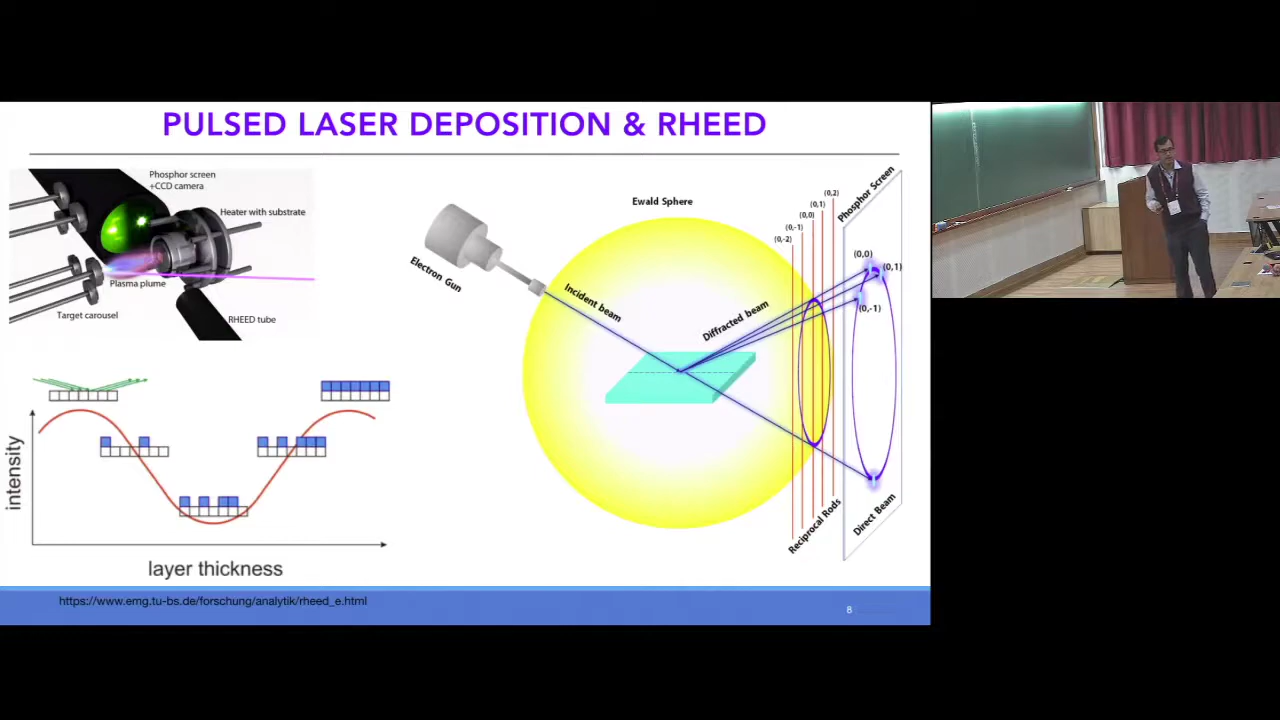 PULSED LASER DEPOSITION & RHEED
Phosphor screen
+CCD camera
Heater with substrate
Plasma plume
Target carousel
RHEED tube
intensity
layer thickness
Electron Gun
Incident beam
Ewald Sphere
Diffracted beam
(0,-2)
(0,-1)
(0,0)
(0,1)
(0,2)
Reciprocal Rods
Phosphor Screen
(0,0)
(0,1)
(0,-1)
Direct Beam
https://www.emg.tu-bs.de/forschung/analytik/rheed_e.html
8